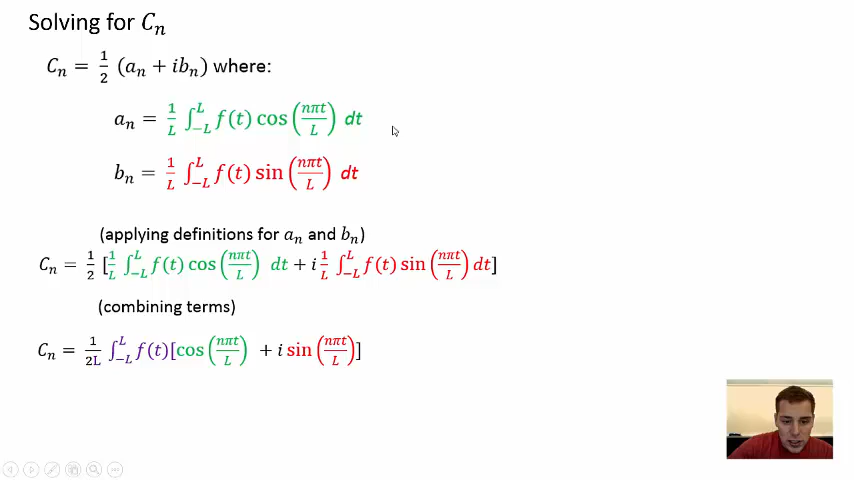 Solving for Cₙ
Cₙ = 1/2 (aₙ + ibₙ) where:
aₙ = 1/L ∫_{-L}^{L} f(t) cos(nπt/L) dt
bₙ = 1/L ∫_{-L}^{L} f(t) sin(nπt/L) dt
(applying definitions for aₙ and bₙ)
Cₙ = 1/2 [1/L ∫_{-L}^{L} f(t) cos(nπt/L) dt + i 1/L ∫_{-L}^{L} f(t) sin(nπt/L) dt]
(combining terms)
Cₙ = 1/2L ∫_{-L}^{L} f(t)[cos(nπt/L) + i sin(nπt/L)]